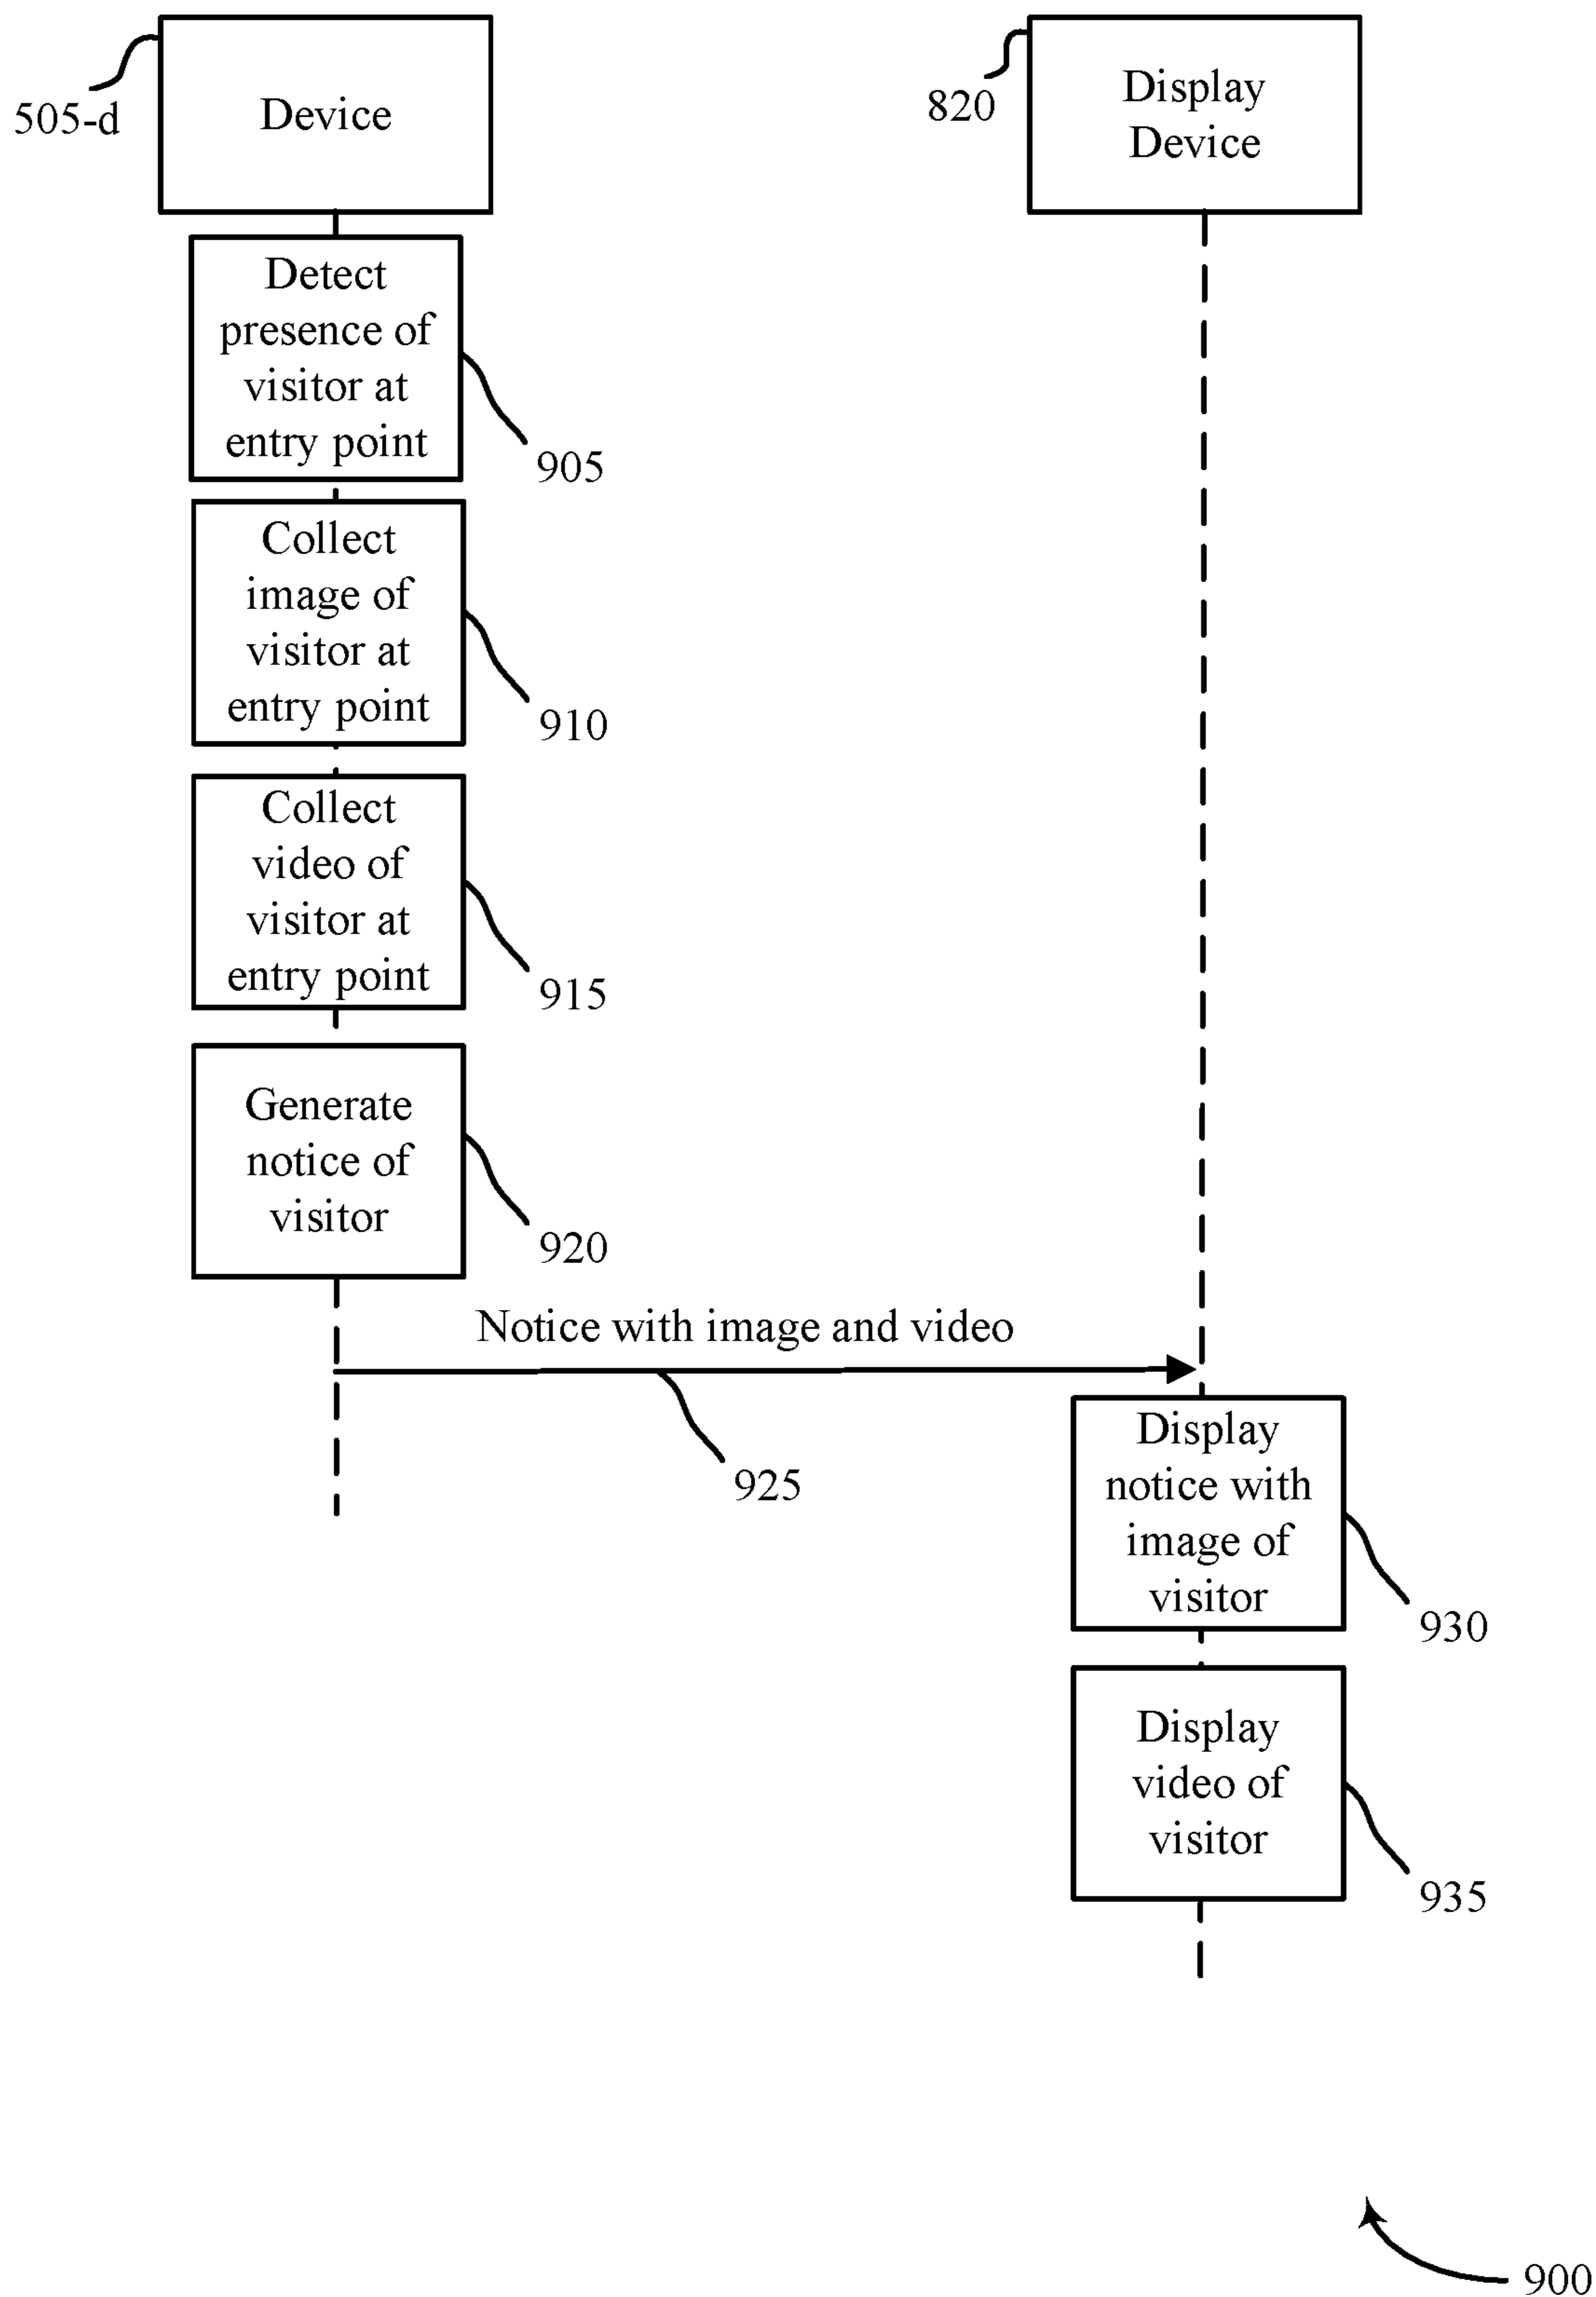 505-d
Device
820
Display
Device
Detect
presence of
visitor at
entry point
905
Collect
image of
visitor at
entry point
910
Collect
video of
visitor at
entry point
915
Generate
notice of
visitor
920
Notice with image and video
925
Display
notice with
image of
visitor
930
Display
video of
visitor
935
900